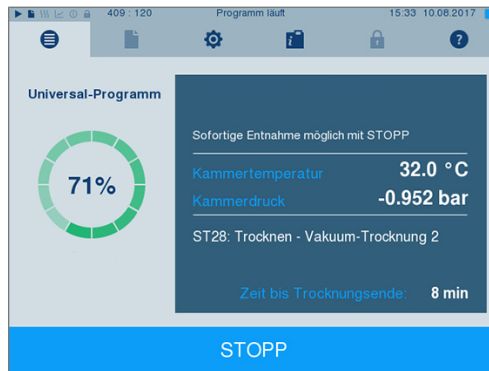 409 : 120 Programm läuft 15:33 10.08.2017
Universal-Programm
71%
Sofortige Entnahme möglich mit STOPP
Kammertemperatur 32.0 °C
Kammerdruck -0.952 bar
ST28: Trocknen - Vakuum-Trocknung 2
Zeit bis Trocknungsende: 8 min
STOPP